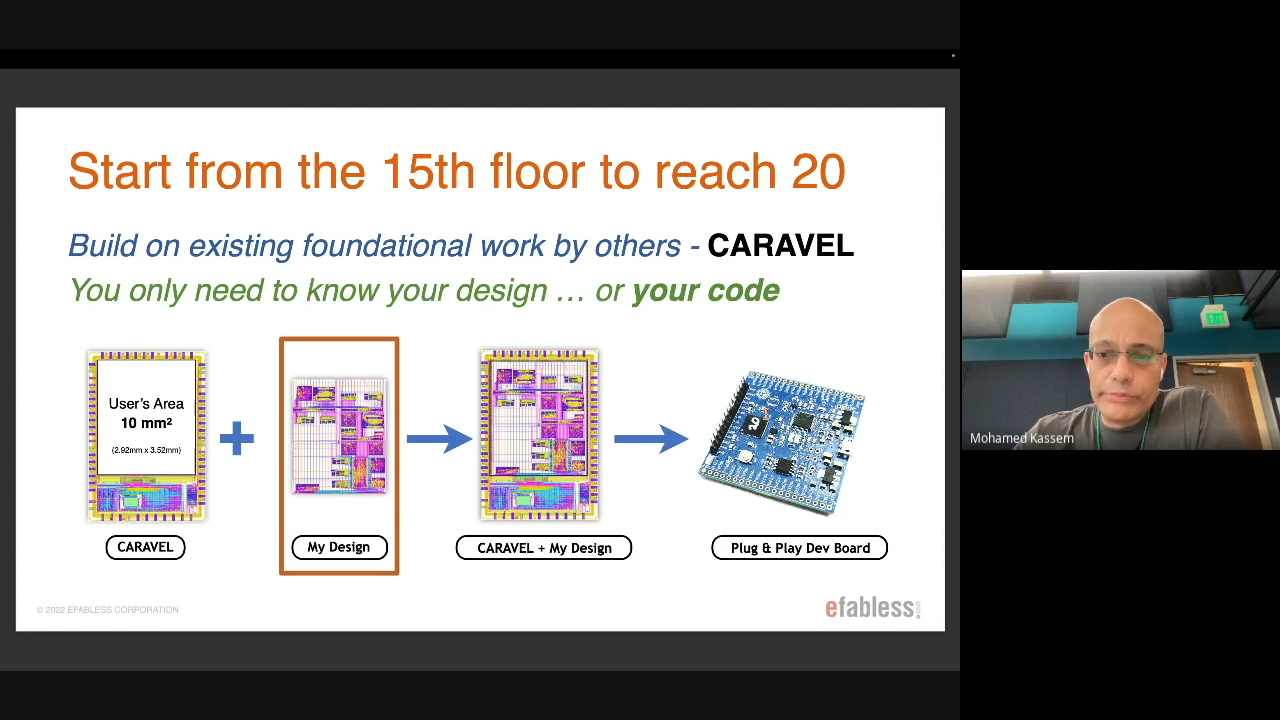 Start from the 15th floor to reach 20
Build on existing foundational work by others - CARAVEL
You only need to know your design … or your code
User's Area
10 mm²
(2.92mm x 3.52mm)
CARAVEL
My Design
CARAVEL + My Design
Plug & Play Dev Board
© 2022 EFABLESS CORPORATION
efabless.com
Mohamed Kassem